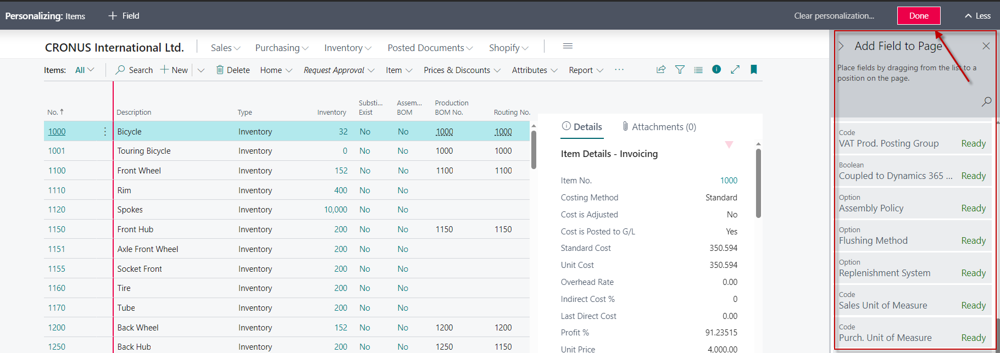 Personalizing: Items
Field
Clear personalization...
Done
Less
CRONUS International Ltd.
Sales
Purchasing
Inventory
Posted Documents
Shopify
Items:
All
Search
New
Delete
Home
Request Approval
Item
Prices & Discounts
Attributes
Report
...
No. ↑
Description
Type
Inventory
Substi... Exist
Assem... BOM
Production BOM No.
Routing No.
1000 Bicycle Inventory 32 No No 1000 1000
1001 Touring Bicycle Inventory 0 No No 1000 1000
1100 Front Wheel Inventory 152 No No 1100 1100
1110 Rim Inventory 400 No No
1120 Spokes Inventory 10,000 No No
1150 Front Hub Inventory 200 No No 1150 1150
1151 Axle Front Wheel Inventory 200 No No
1155 Socket Front Inventory 200 No No
1160 Tire Inventory 200 No No
1170 Tube Inventory 200 No No
1200 Back Wheel Inventory 152 No No 1200 1200
1250 Back Hub Inventory 200 No No 1250 1150
Details
Attachments (0)
Item Details - Invoicing
Item No. 1000
Costing Method Standard
Cost is Adjusted No
Cost is Posted to G/L Yes
Standard Cost 350.594
Unit Cost 350.594
Overhead Rate 0.00
Indirect Cost % 0
Last Direct Cost 0.00
Profit % 91.23515
Unit Price 4,000.00
Add Field to Page
Place fields by dragging from the list to a
position on the page.
Code
VAT Prod. Posting Group Ready
Boolean
Coupled to Dynamics 365 ... Ready
Option
Assembly Policy Ready
Option
Flushing Method Ready
Option
Replenishment System Ready
Code
Sales Unit of Measure Ready
Code
Purch. Unit of Measure Ready